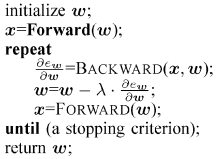 initialize w;
x=Forward(w);
repeat
∂e_w/∂w=BACKWARD(x, w);
w=w − λ · ∂e_w/∂w;
x=FORWARD(w);
until (a stopping criterion);
return w;